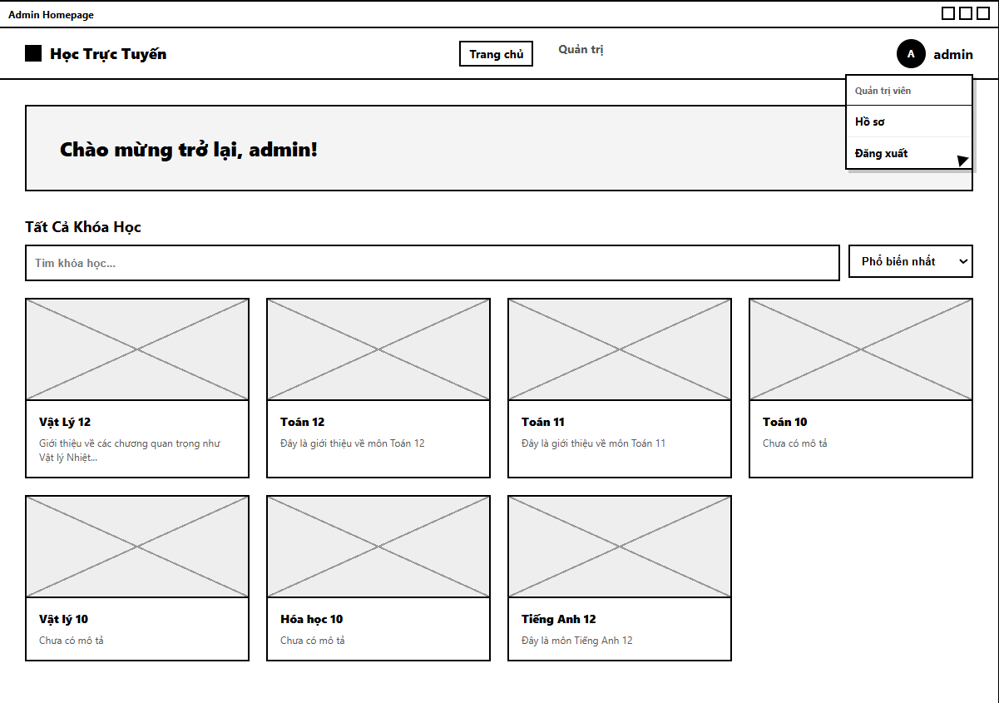 Admin Homepage
Học Trực Tuyến
Trang chủ
Quản trị
A
admin
Quản trị viên
Hồ sơ
Đăng xuất
Chào mừng trở lại, admin!
Tất Cả Khóa Học
Tìm khóa học...
Phổ biến nhất
Vật Lý 12
Giới thiệu về các chương quan trọng như
Vật lý Nhiệt...
Toán 12
Đây là giới thiệu về môn Toán 12
Toán 11
Đây là giới thiệu về môn Toán 11
Toán 10
Chưa có mô tả
Vật lý 10
Chưa có mô tả
Hóa học 10
Chưa có mô tả
Tiếng Anh 12
Đây là môn Tiếng Anh 12